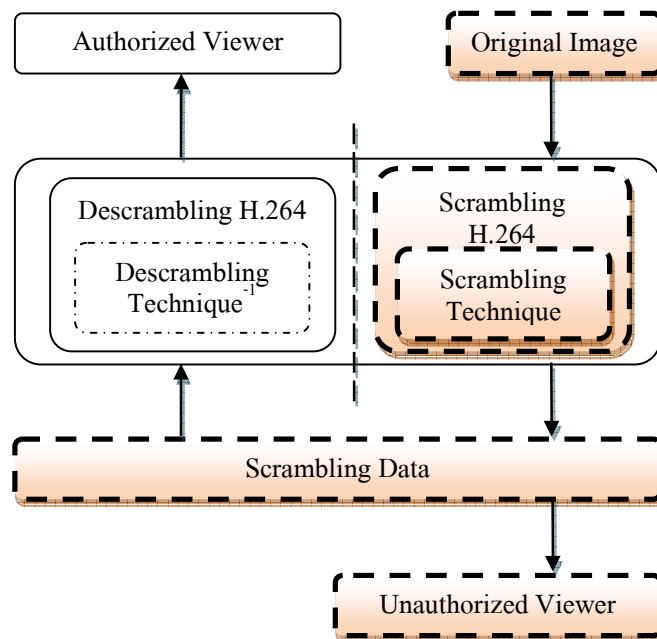 Authorized Viewer
Original Image
Descrambling H.264
Descrambling
Technique⁻¹
Scrambling
H.264
Scrambling
Technique
Scrambling Data
Unauthorized Viewer